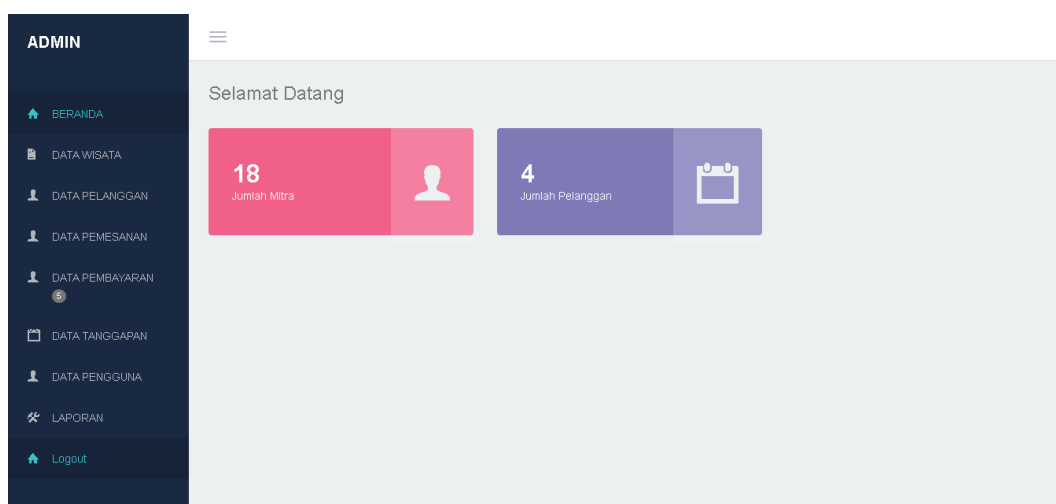 ADMIN
BERANDA
DATA WISATA
DATA PELANGGAN
DATA PEMESANAN
DATA PEMBAYARAN
5
DATA TANGGAPAN
DATA PENGGUNA
LAPORAN
Logout
Selamat Datang
18
Jumlah Mitra
4
Jumlah Pelanggan